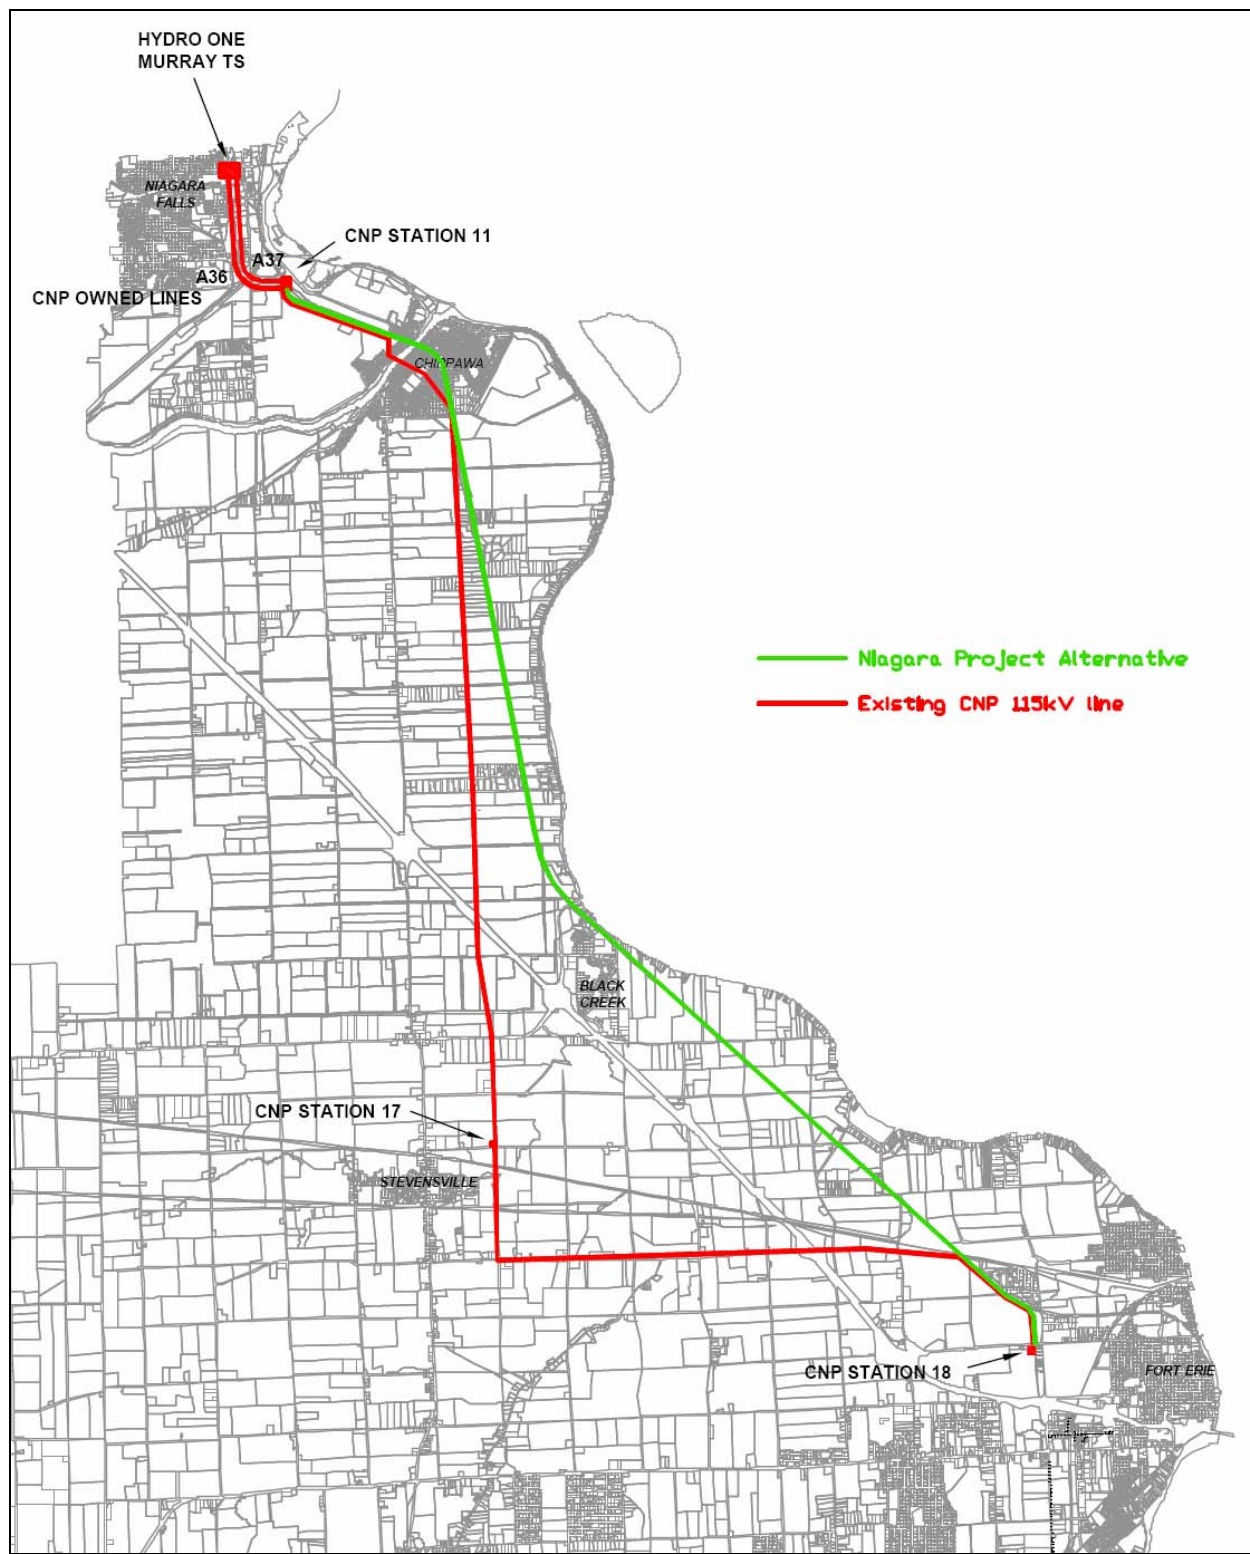 HYDRO ONE
MURRAY TS
NIAGARA
FALLS
CNP STATION 11
A37
A36
CNP OWNED LINES
CHIPPAWA
Niagara Project Alternative
Existing CNP 115kV line
BLACK
CREEK
CNP STATION 17
STEVENSVILLE
CNP STATION 18
FORT ERIE